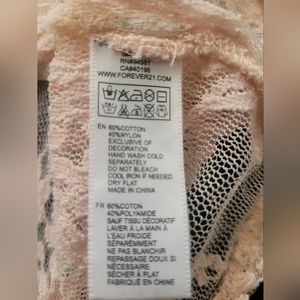 RN#94981
CA#40198
WWW.FOREVER21.COM
EN 60%COTTON
40%NYLON
EXCLUSIVE OF
DECORATION
HAND WASH COLD
SEPARATELY
DO NOT BLEACH
COOL IRON IF NEEDED
DRY FLAT
MADE IN CHINA
FR 60%COTON
40%POLYAMIDE
SAUF TISSU DÉCORATIF
LAVER À LA MAIN À
L'EAU FROIDE
SÉPARÉMENT
NE PAS BLANCHIR
REPASSAGE DOUX SI
NÉCESSAIRE
SÉCHER À PLAT
FABRIQUÉ EN CHINE